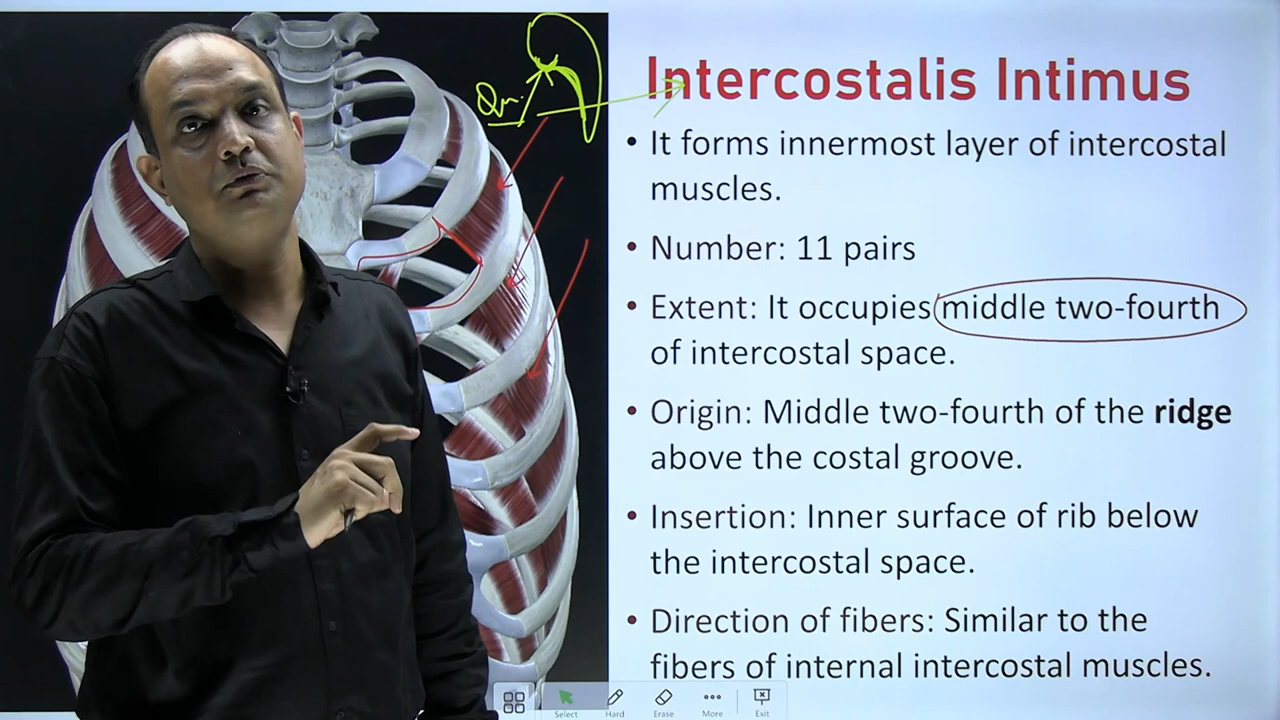 Intercostalis Intimus
• It forms innermost layer of intercostal
muscles.
• Number: 11 pairs
• Extent: It occupies middle two-fourth
of intercostal space.
• Origin: Middle two-fourth of the ridge
above the costal groove.
• Insertion: Inner surface of rib below
the intercostal space.
• Direction of fibers: Similar to the
fibers of internal intercostal muscles.
Select Hard Erase More Exit